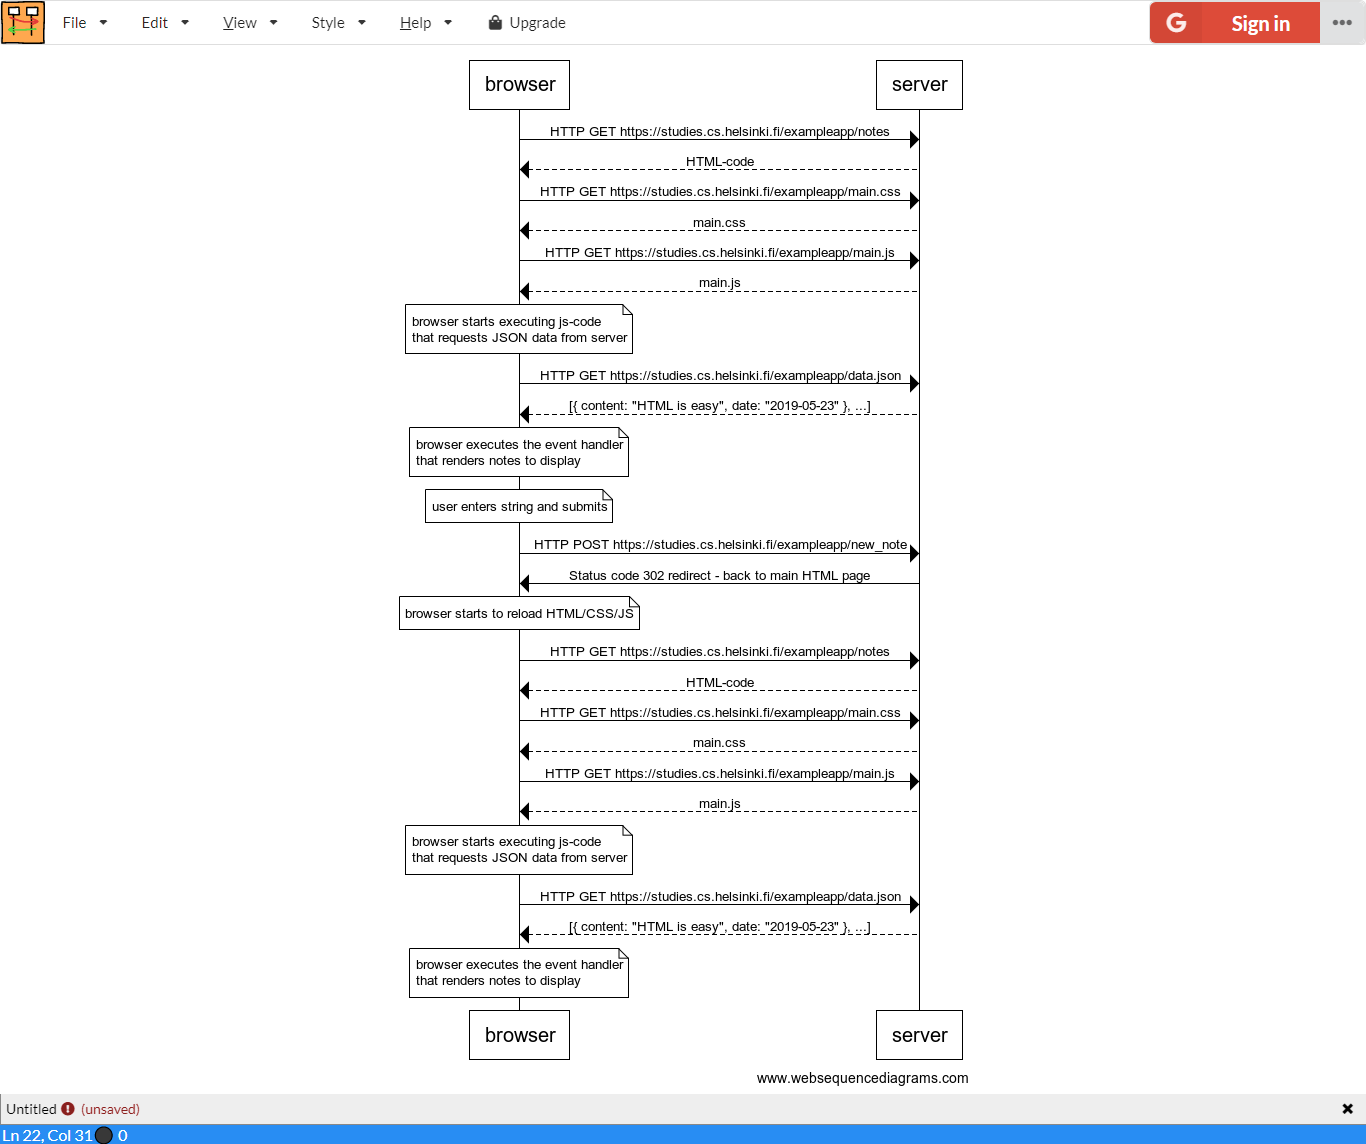 File Edit View Style Help Upgrade Sign in
browser server
HTTP GET https://studies.cs.helsinki.fi/exampleapp/notes
HTML-code
HTTP GET https://studies.cs.helsinki.fi/exampleapp/main.css
main.css
HTTP GET https://studies.cs.helsinki.fi/exampleapp/main.js
main.js
browser starts executing js-code
that requests JSON data from server
HTTP GET https://studies.cs.helsinki.fi/exampleapp/data.json
[{ content: "HTML is easy", date: "2019-05-23" }, ...]
browser executes the event handler
that renders notes to display
user enters string and submits
HTTP POST https://studies.cs.helsinki.fi/exampleapp/new_note
Status code 302 redirect - back to main HTML page
browser starts to reload HTML/CSS/JS
HTTP GET https://studies.cs.helsinki.fi/exampleapp/notes
HTML-code
HTTP GET https://studies.cs.helsinki.fi/exampleapp/main.css
main.css
HTTP GET https://studies.cs.helsinki.fi/exampleapp/main.js
main.js
browser starts executing js-code
that requests JSON data from server
HTTP GET https://studies.cs.helsinki.fi/exampleapp/data.json
[{ content: "HTML is easy", date: "2019-05-23" }, ...]
browser executes the event handler
that renders notes to display
browser server
www.websequencediagrams.com
Untitled (unsaved)
Ln 22, Col 31 0